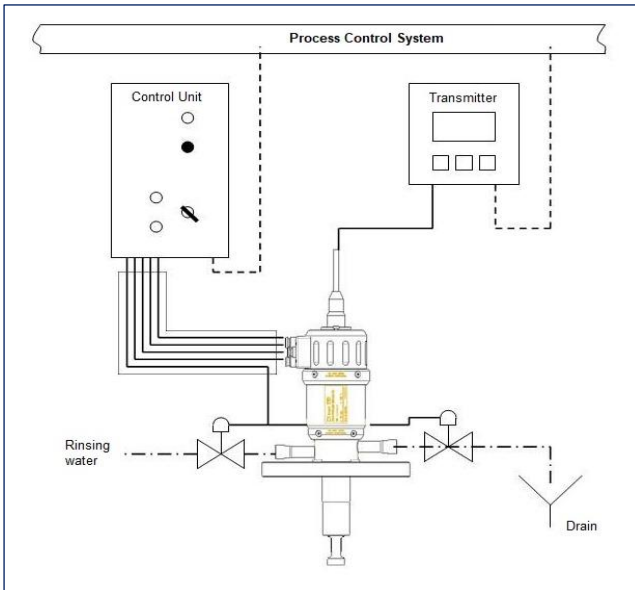 Process Control System
Control Unit
Transmitter
Rinsing
water
Drain